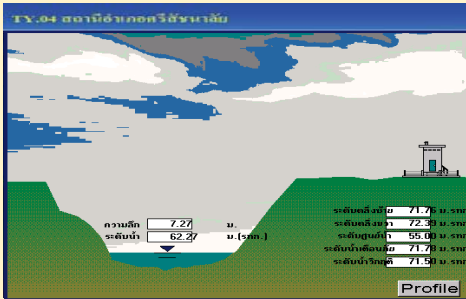 TY.04 สถานีอำเภอศรีสัชนาลัย
ความลึก 7.27 ม.
ระดับน้ำ 62.27 ม.(รทก.)
ระดับตลิ่งซ้าย 71.76 ม.รทก
ระดับตลิ่งขวา 72.39 ม.รทก
ระดับศูนย์น้ำ 55.00 ม.รทก
ระดับน้ำเตือนภัย 71.78 ม.รทก
ระดับน้ำวิกฤติ 71.50 ม.รทก
Profile